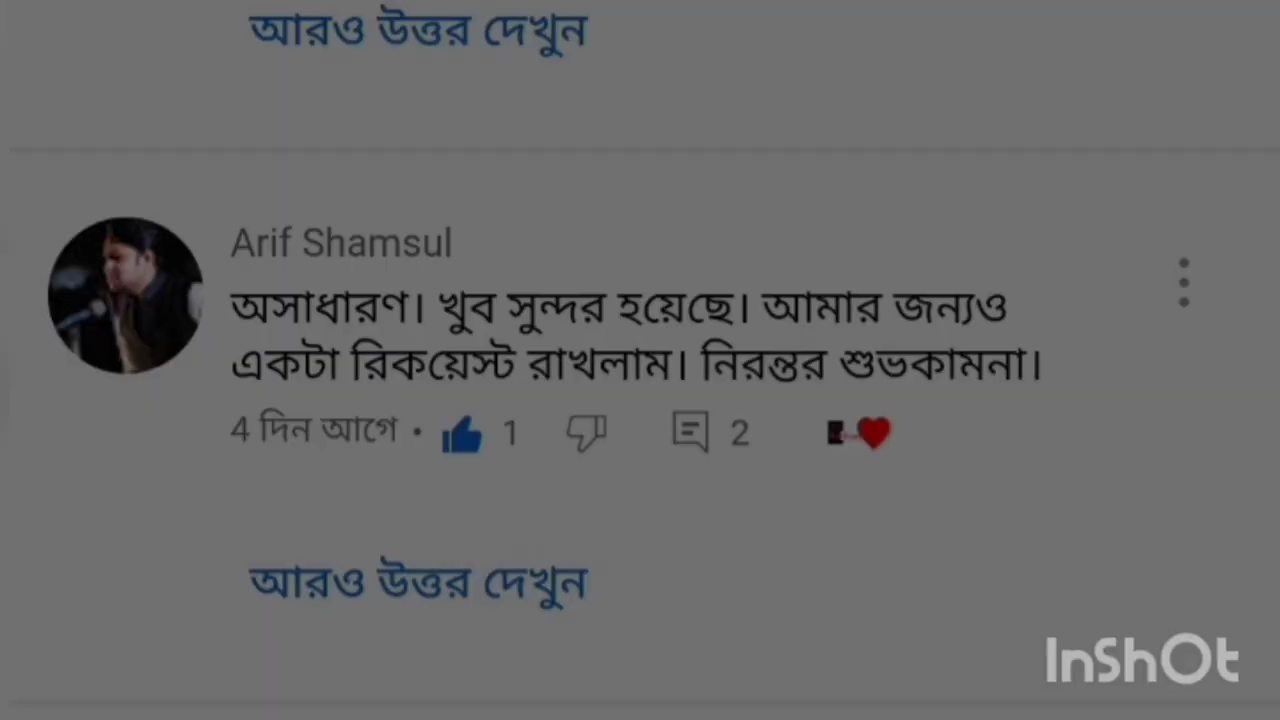 আরও উত্তর দেখুন
Arif Shamsul
অসাধারণ। খুব সুন্দর হয়েছে। আমার জন্যও
একটা রিকয়েস্ট রাখলাম। নিরন্তর শুভকামনা।
4 দিন আগে • 1 2
আরও উত্তর দেখুন
InShOt